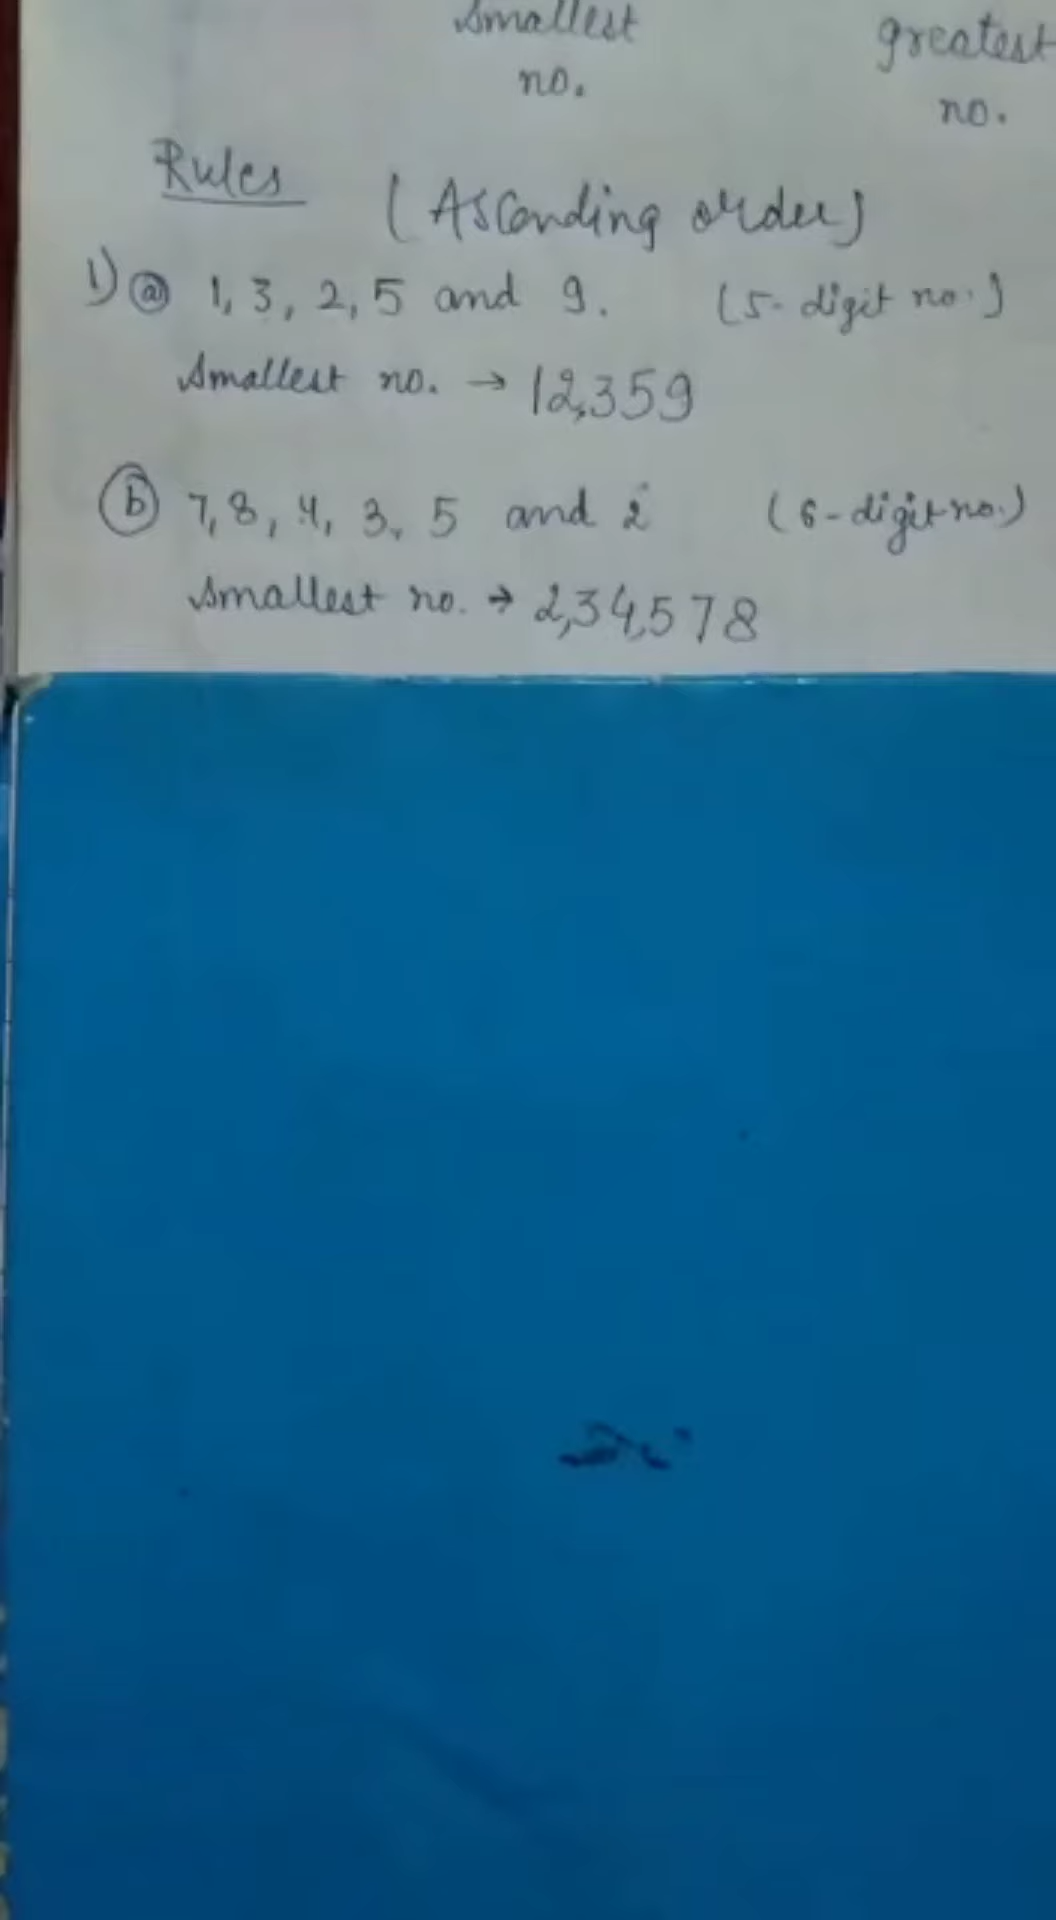 smallest greatest
no. no.
Rules (Ascending order)
1) (a) 1, 3, 2, 5 and 9. (5-digit no.)
smallest no. → 12,359
(b) 7, 8, 4, 3, 5 and 2 (6-digit no.)
smallest no. → 2,34,578